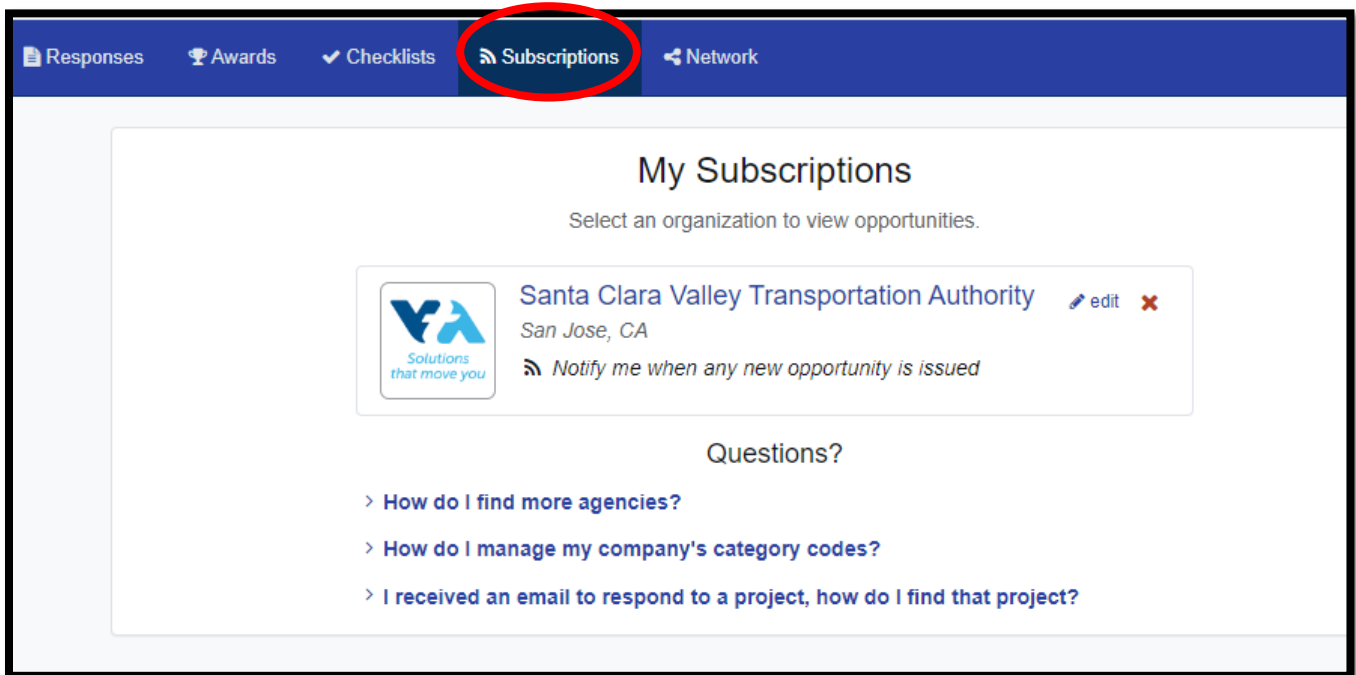 Responses Awards Checklists Subscriptions Network
My Subscriptions
Select an organization to view opportunities.
VTA
Solutions
that move you
Santa Clara Valley Transportation Authority edit
San Jose, CA
Notify me when any new opportunity is issued
Questions?
How do I find more agencies?
How do I manage my company's category codes?
I received an email to respond to a project, how do I find that project?